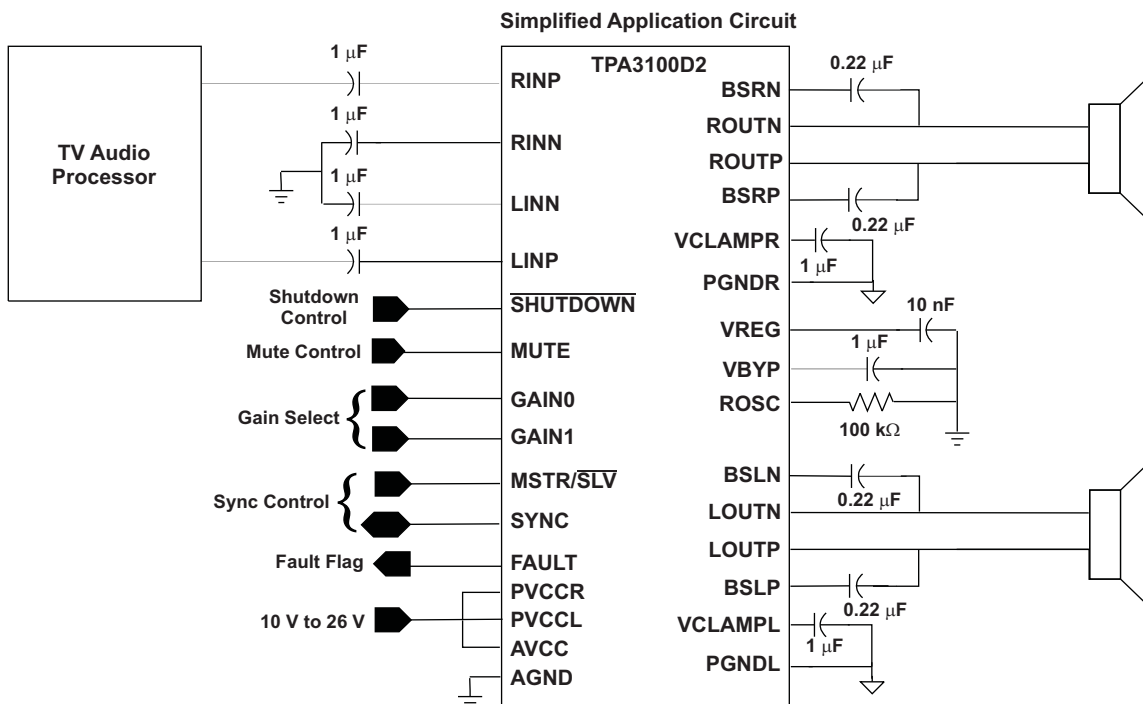 Simplified Application Circuit
TV Audio
Processor
1 μF
1 μF
1 μF
1 μF
Shutdown
Control
Mute Control
Gain Select
{
Sync Control
{
Fault Flag
10 V to 26 V
TPA3100D2
RINP
RINN
LINN
LINP
SHUTDOWN
MUTE
GAIN0
GAIN1
MSTR/SLV
SYNC
FAULT
PVCCR
PVCCL
AVCC
AGND
BSRN
ROUTN
ROUTP
BSRP
VCLAMPR
PGNDR
VREG
VBYP
ROSC
BSLN
LOUTN
LOUTP
BSLP
VCLAMPL
PGNDL
0.22 μF
0.22 μF
1 μF
10 nF
1 μF
100 kΩ
0.22 μF
0.22 μF
1 μF